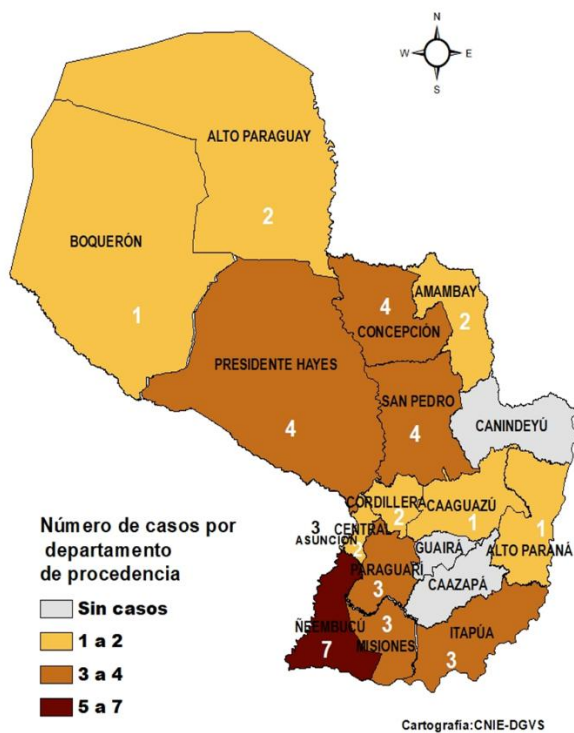 N
W E
S
ALTO PARAGUAY
2
BOQUERÓN
1
AMAMBAY
2
4
CONCEPCIÓN
PRESIDENTE HAYES
4
SAN PEDRO
4
CANINDEYÚ
CORDILLERA
2
CAAGUAZÚ
1
3
ASUNCIÓN
CENTRAL
2
GUAIRÁ
1
ALTO PARANÁ
PARAGUARÍ
3
CAAZAPÁ
ÑEEMBUCÚ
7
3
MISIONES
ITAPÚA
3
Número de casos por
departamento
de procedencia
Sin casos
1 a 2
3 a 4
5 a 7
Cartografía:CNIE-DGVS